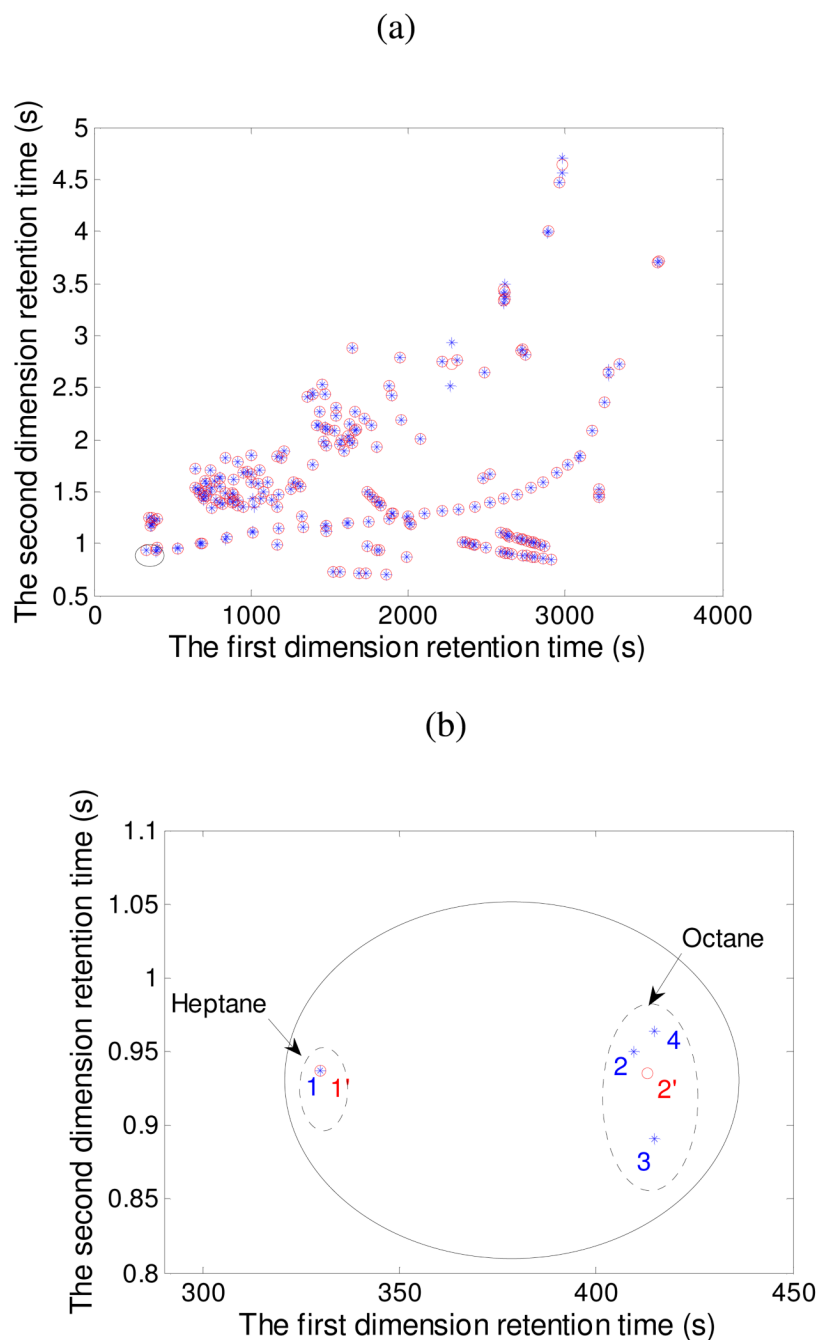 (a)
The second dimension retention time (s)
5
4.5
4
3.5
3
2.5
2
1.5
1
0.5
0 1000 2000 3000 4000
The first dimension retention time (s)
(b)
The second dimension retention time (s)
1.1
1.05
1
0.95
0.9
0.85
0.8
Octane
Heptane
4
2
1 1'
2'
3
300 350 400 450
The first dimension retention time (s)